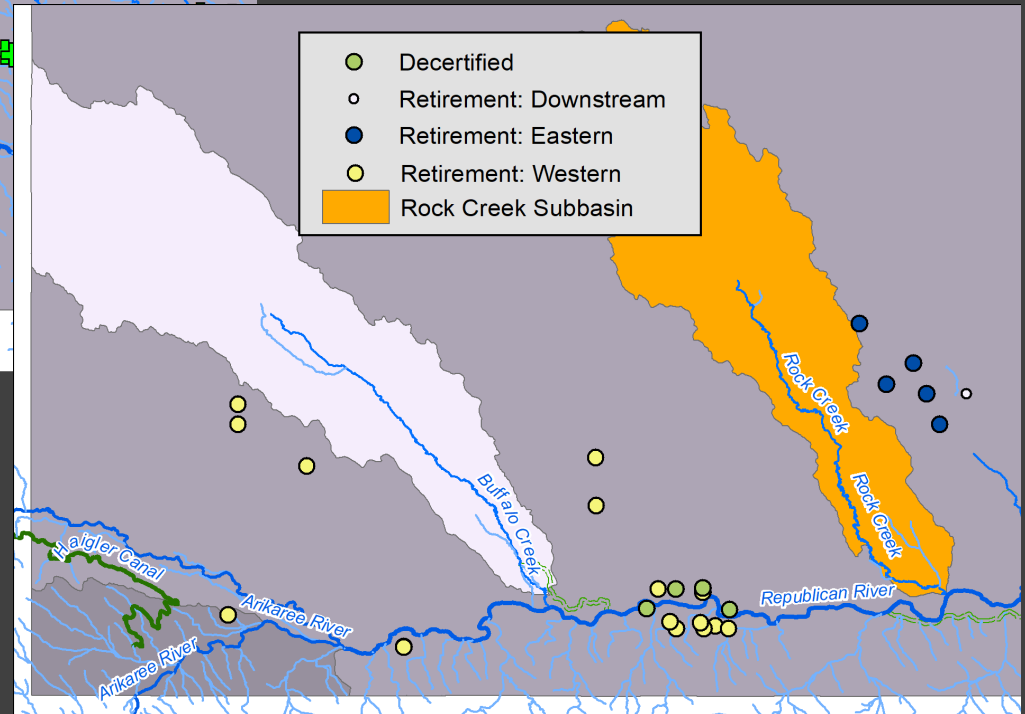 Decertified
Retirement: Downstream
Retirement: Eastern
Retirement: Western
Rock Creek Subbasin
Rock Creek
Rock Creek
Buffalo Creek
Haigler Canal
Arikaree River
Republican River
Arikaree River